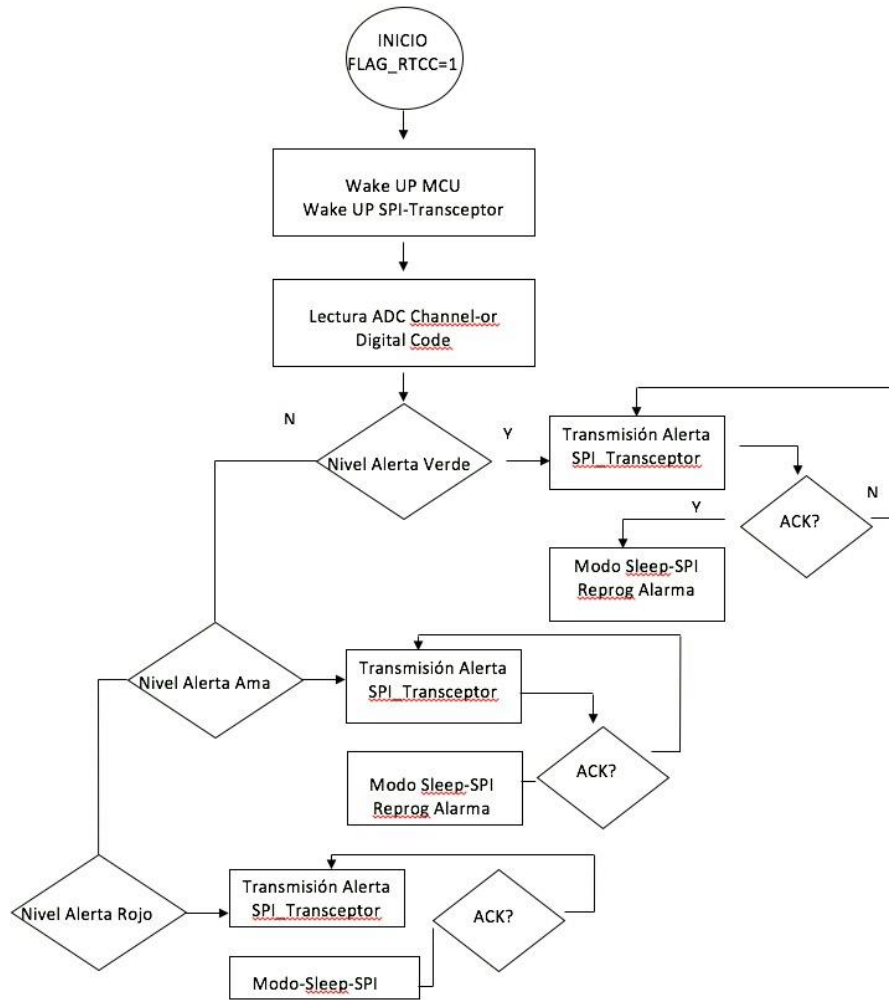 INICIO
FLAG_RTCC=1
Wake UP MCU
Wake UP SPI-Transceptor
Lectura ADC Channel-or
Digital Code
N
Nivel Alerta Verde
Y
Transmisión Alerta
SPI_Transceptor
ACK?
N
Y
Modo Sleep-SPI
Reprog Alarma
Nivel Alerta Ama
Transmisión Alerta
SPI_Transceptor
ACK?
Modo Sleep-SPI
Reprog Alarma
Nivel Alerta Rojo
Transmisión Alerta
SPI_Transceptor
ACK?
Modo-Sleep-SPI